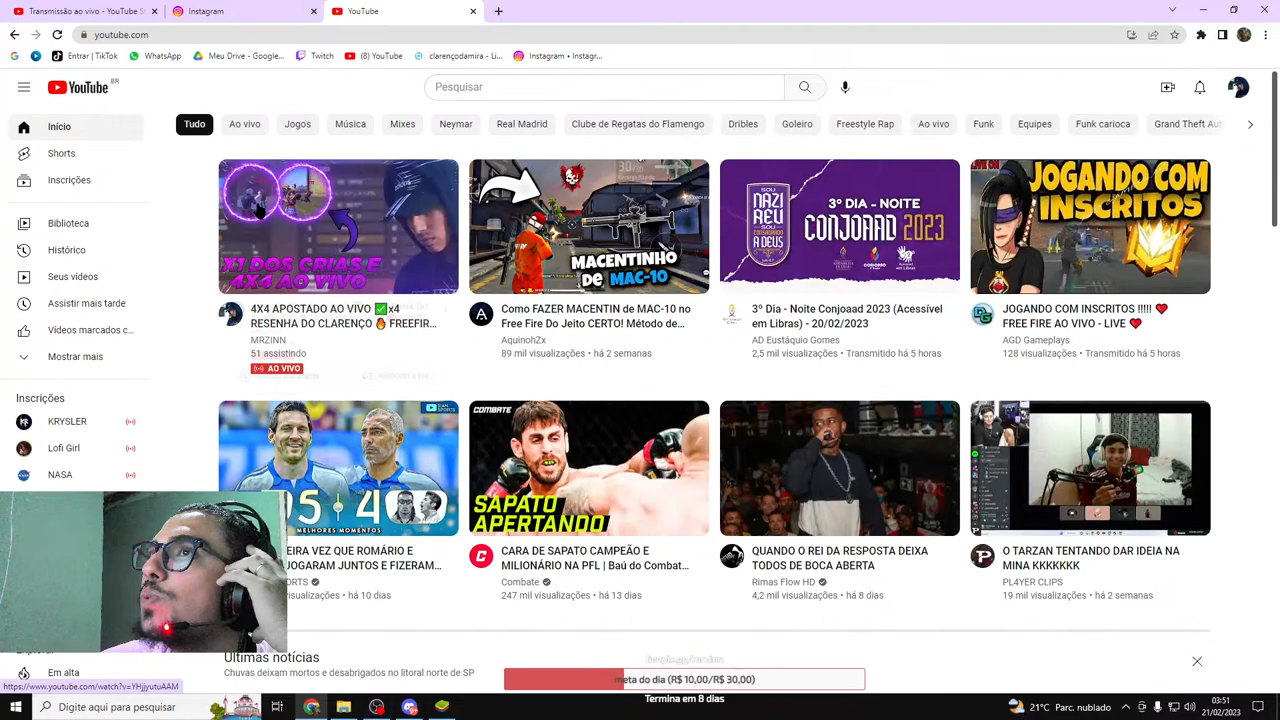 Transmissão ao vivo - YouTube S
Instagram
YouTube
youtube.com
Entrar | TikTok
WhatsApp
Meu Drive - Google...
Twitch
(8) YouTube
clarençodamira - Li...
Instagram • Instagr...
YouTube BR
Pesquisar
Início
Shorts
Inscrições
Biblioteca
Histórico
Seus vídeos
Assistir mais tarde
Vídeos marcados c...
Mostrar mais
Inscrições
KRYSLER
Lofi Girl
NASA
Em alta
Tudo
Ao vivo
Jogos
Música
Mixes
Neymar
Real Madrid
Clube de Regatas do Flamengo
Dribles
Goleiro
Freestyle Rap
Ao vivo
Funk
Equipes
Funk carioca
Grand Theft Aut
X1 DOS CRIAS E
4X4 AO VIVO
4X4 APOSTADO AO VIVO ✅x4
RESENHA DO CLARENÇO 🔥 FREEFIR...
MRZINN
51 assistindo
AO VIVO
MACENTINHO
DE MAC-10
Como FAZER MACENTIN de MAC-10 no
Free Fire Do Jeito CERTO! Método de...
AquinohZx
89 mil visualizações • há 2 semanas
SOU
NAZI
RÊU
CONSAGRADO
A DEUS
3º DIA - NOITE
CONJOAAD 2023
3º Dia - Noite Conjoaad 2023 (Acessível
em Libras) - 20/02/2023
AD Eustáquio Gomes
2,5 mil visualizações • Transmitido há 5 horas
JOGANDO COM
INSCRITOS
JOGANDO COM INSCRITOS !!!!! ❤
FREE FIRE AO VIVO - LIVE ❤
AGD Gameplays
128 visualizações • Transmitido há 5 horas
5 4
MELHORES MOMENTOS
EIRA VEZ QUE ROMÁRIO E
JOGARAM JUNTOS E FIZERAM...
ORTS
há 10 dias
COMBATE
SAPATO
APERTANDO
CARA DE SAPATO CAMPEÃO E
MILIONÁRIO NA PFL | Baú do Combat...
Combate
247 mil visualizações • há 13 dias
QUANDO O REI DA RESPOSTA DEIXA
TODOS DE BOCA ABERTA
Rimas Flow HD
4,2 mil visualizações • há 8 dias
O TARZAN TENTANDO DAR IDEIA NA
MINA KKKKKKK
PL4YER CLIPS
19 mil visualizações • há 2 semanas
Últimas notícias
Chuvas deixam mortos e desabrigados no litoral norte de SP
meta do dia (R$ 10,00/R$ 30,00)
Termina em 8 dias
https://www.youtube.com/watch?v=YHjjyutuAAM
Digite aqui para pesquisar
21°C Parc. nublado
03:51
21/02/2023